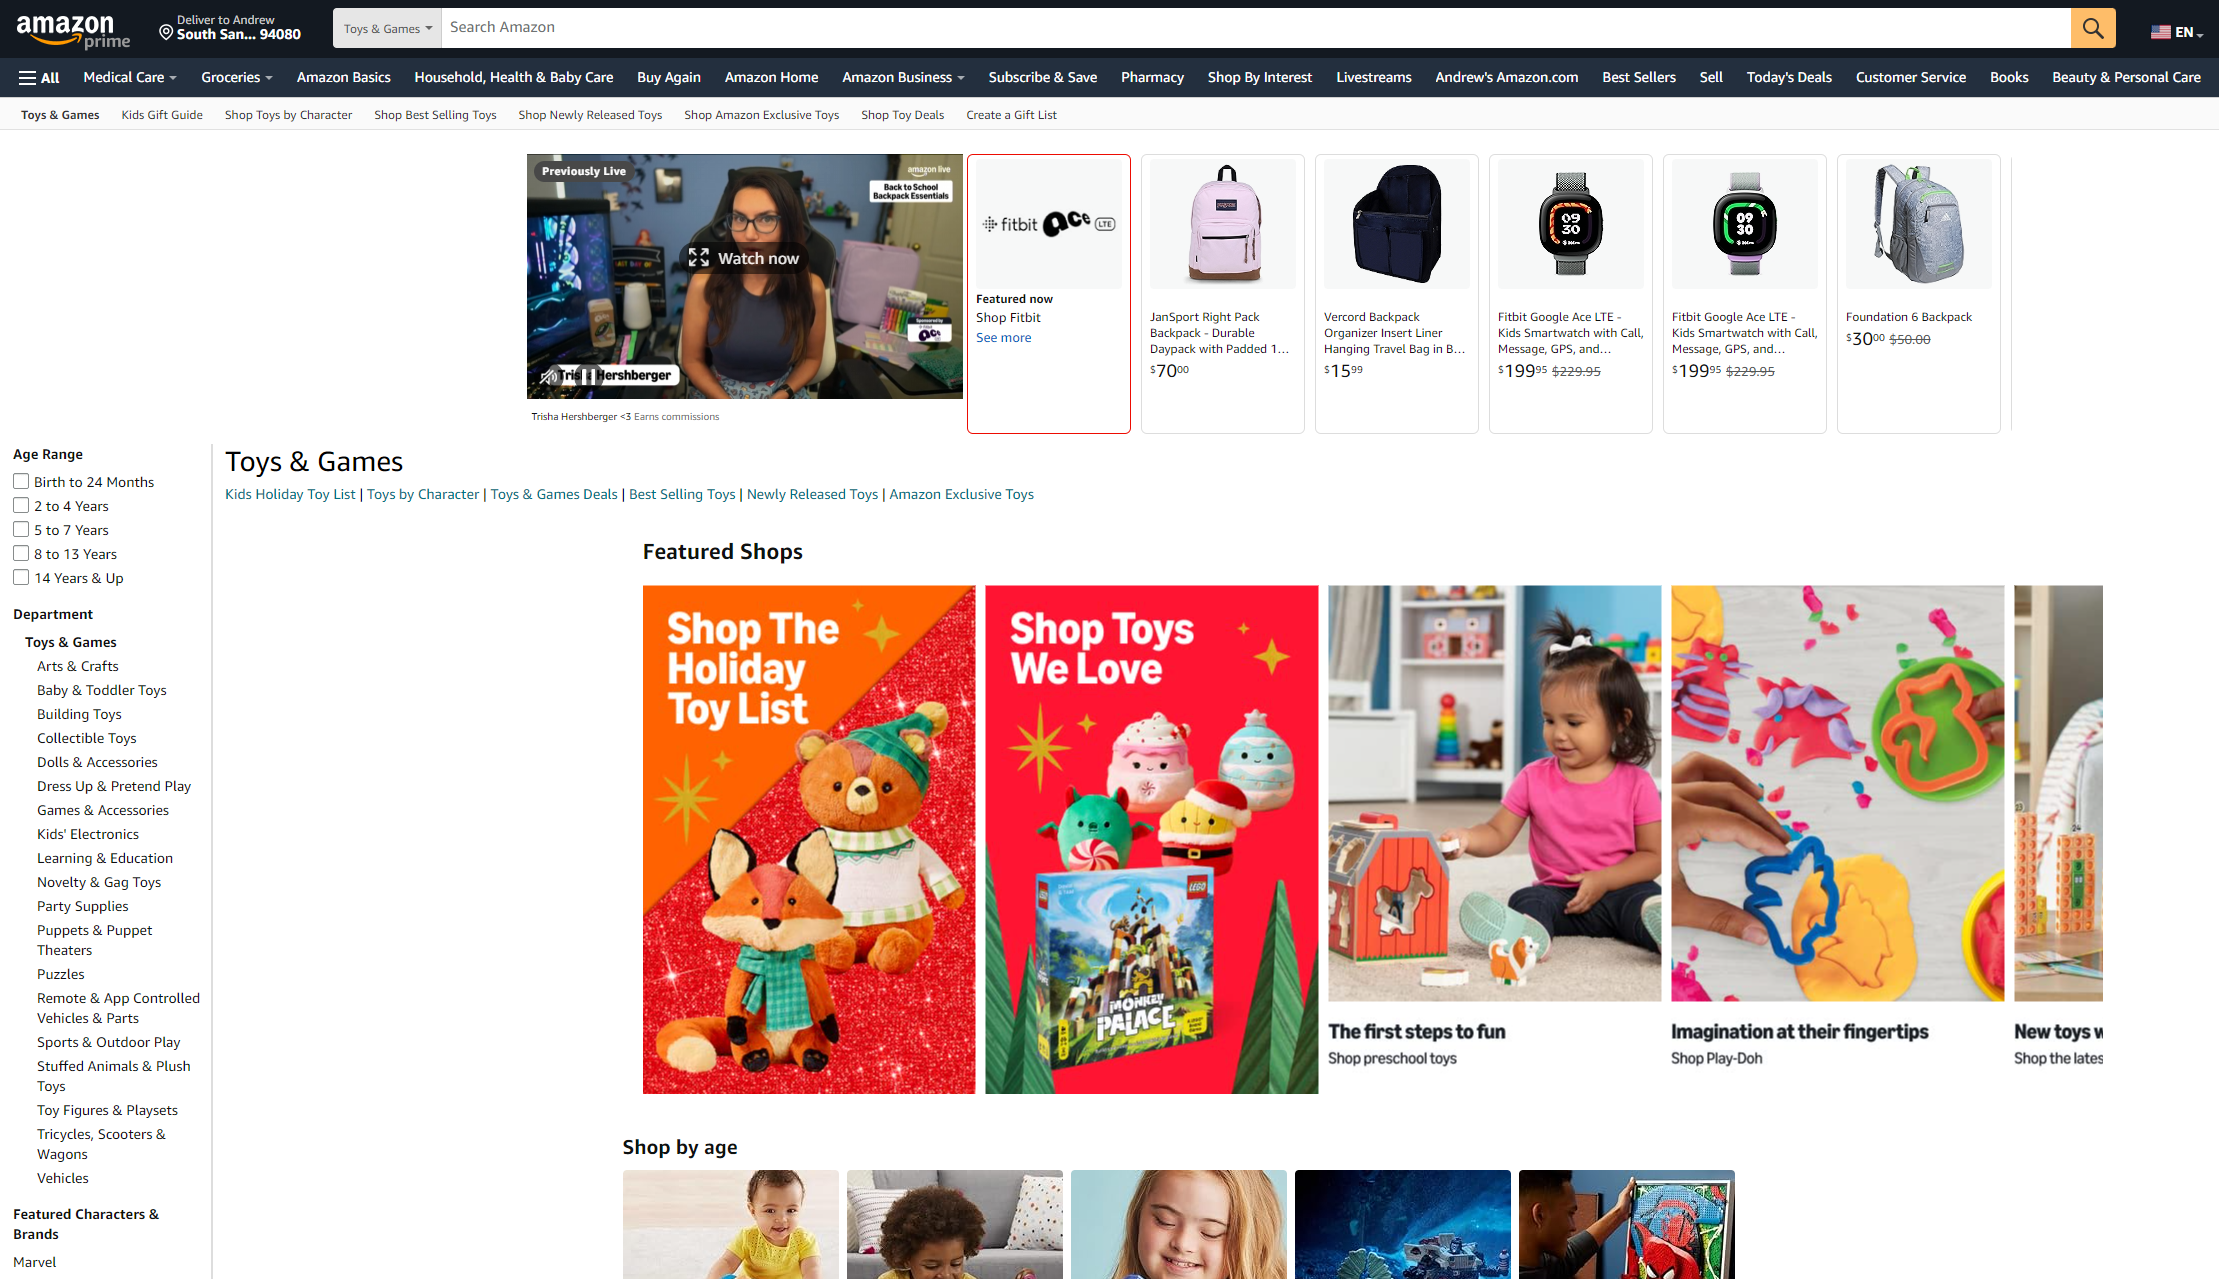 amazon
prime
Deliver to Andrew
South San... 94080
Toys & Games
Search Amazon
EN
All
Medical Care
Groceries
Amazon Basics
Household, Health & Baby Care
Buy Again
Amazon Home
Amazon Business
Subscribe & Save
Pharmacy
Shop By Interest
Livestreams
Andrew's Amazon.com
Best Sellers
Sell
Today's Deals
Customer Service
Books
Beauty & Personal Care
Toys & Games
Kids Gift Guide
Shop Toys by Character
Shop Best Selling Toys
Shop Newly Released Toys
Shop Amazon Exclusive Toys
Shop Toy Deals
Create a Gift List
Previously Live
amazon live
Back to School
Backpack Essentials
Watch now
Sponsored by
ace
Hershberger
Trisha Hershberger <3 Earns commissions
fitbit ace LTE
Featured now
Shop Fitbit
See more
JanSport Right Pack
Backpack - Durable
Daypack with Padded 1...
$7000
Vercord Backpack
Organizer Insert Liner
Hanging Travel Bag in B...
$1599
09
30
Fitbit Google Ace LTE -
Kids Smartwatch with Call,
Message, GPS, and...
$19995 $229.95
09
30
Fitbit Google Ace LTE -
Kids Smartwatch with Call,
Message, GPS, and...
$19995 $229.95
Foundation 6 Backpack
$3000 $50.00
Age Range
Birth to 24 Months
2 to 4 Years
5 to 7 Years
8 to 13 Years
14 Years & Up
Department
Toys & Games
Arts & Crafts
Baby & Toddler Toys
Building Toys
Collectible Toys
Dolls & Accessories
Dress Up & Pretend Play
Games & Accessories
Kids' Electronics
Learning & Education
Novelty & Gag Toys
Party Supplies
Puppets & Puppet
Theaters
Puzzles
Remote & App Controlled
Vehicles & Parts
Sports & Outdoor Play
Stuffed Animals & Plush
Toys
Toy Figures & Playsets
Tricycles, Scooters &
Wagons
Vehicles
Featured Characters &
Brands
Marvel
Toys & Games
Kids Holiday Toy List | Toys by Character | Toys & Games Deals | Best Selling Toys | Newly Released Toys | Amazon Exclusive Toys
Featured Shops
Shop The
Holiday
Toy List
Shop Toys
We Love
LEGO
LEGO
MONKEY
PALACE
The first steps to fun
Shop preschool toys
Imagination at their fingertips
Shop Play-Doh
New toys w
Shop the lates
Shop by age